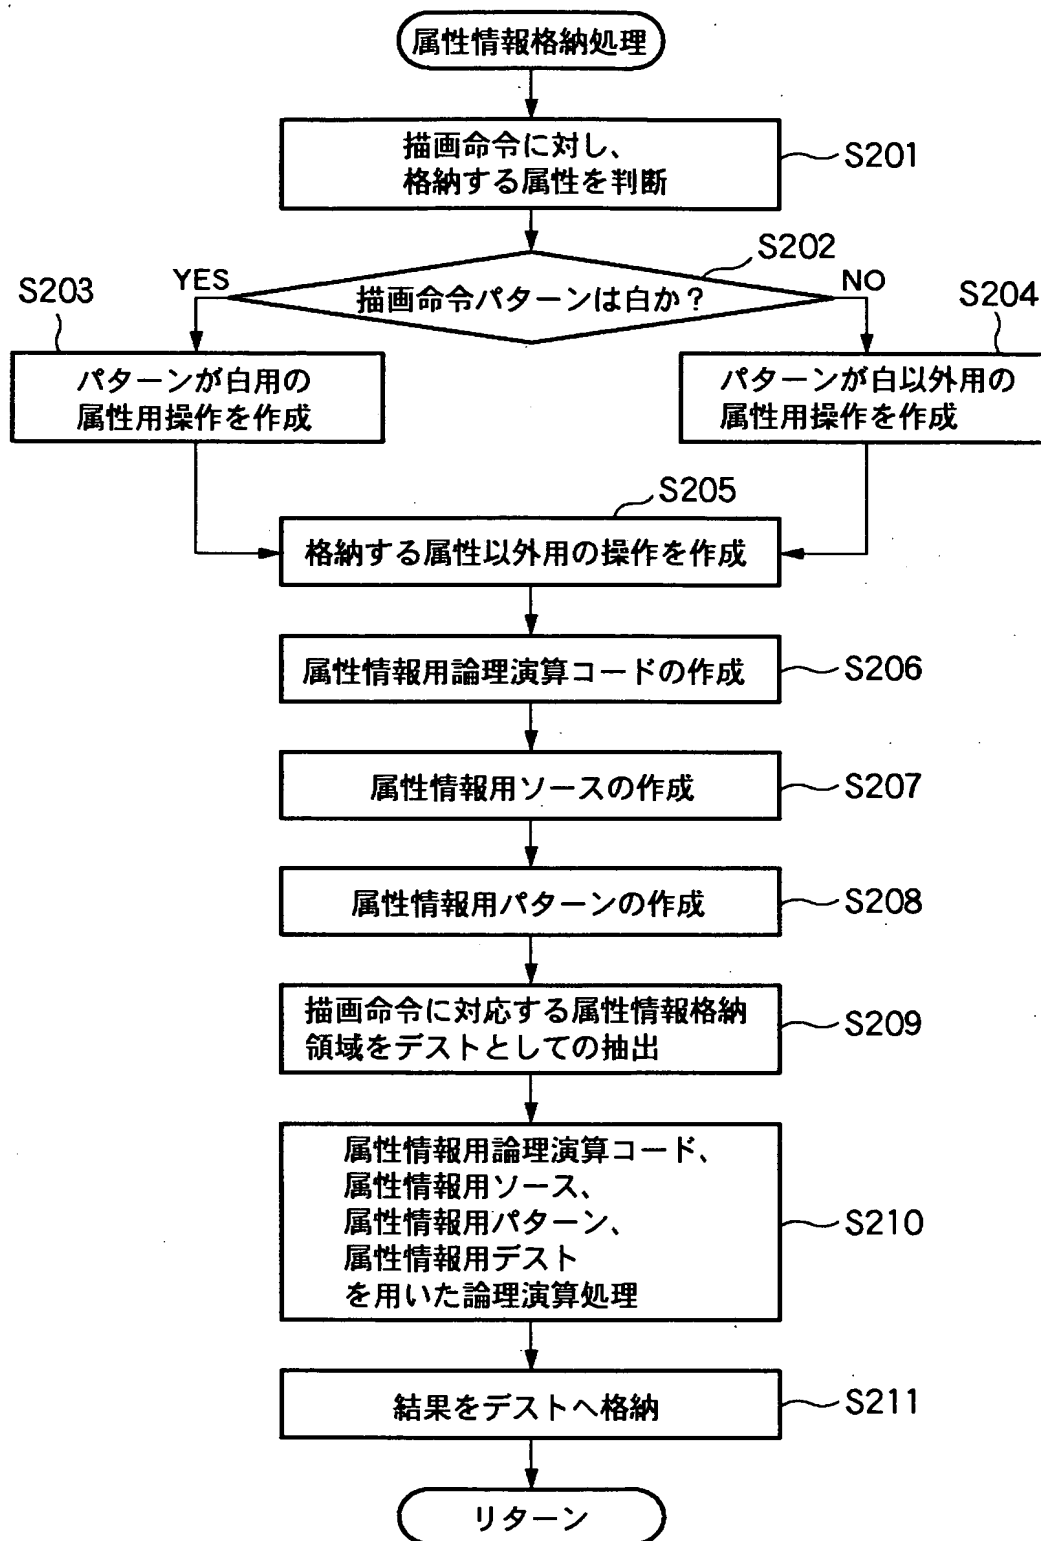 属性情報格納処理
描画命令に対し、
格納する属性を判断
S201
S202
YES
NO
描画命令パターンは白か？
S203
S204
パターンが白用の
属性用操作を作成
パターンが白以外用の
属性用操作を作成
S205
格納する属性以外用の操作を作成
属性情報用論理演算コードの作成
S206
属性情報用ソースの作成
S207
属性情報用パターンの作成
S208
描画命令に対応する属性情報格納
領域をデストとしての抽出
S209
属性情報用論理演算コード、
属性情報用ソース、
属性情報用パターン、
属性情報用デスト
を用いた論理演算処理
S210
結果をデストへ格納
S211
リターン